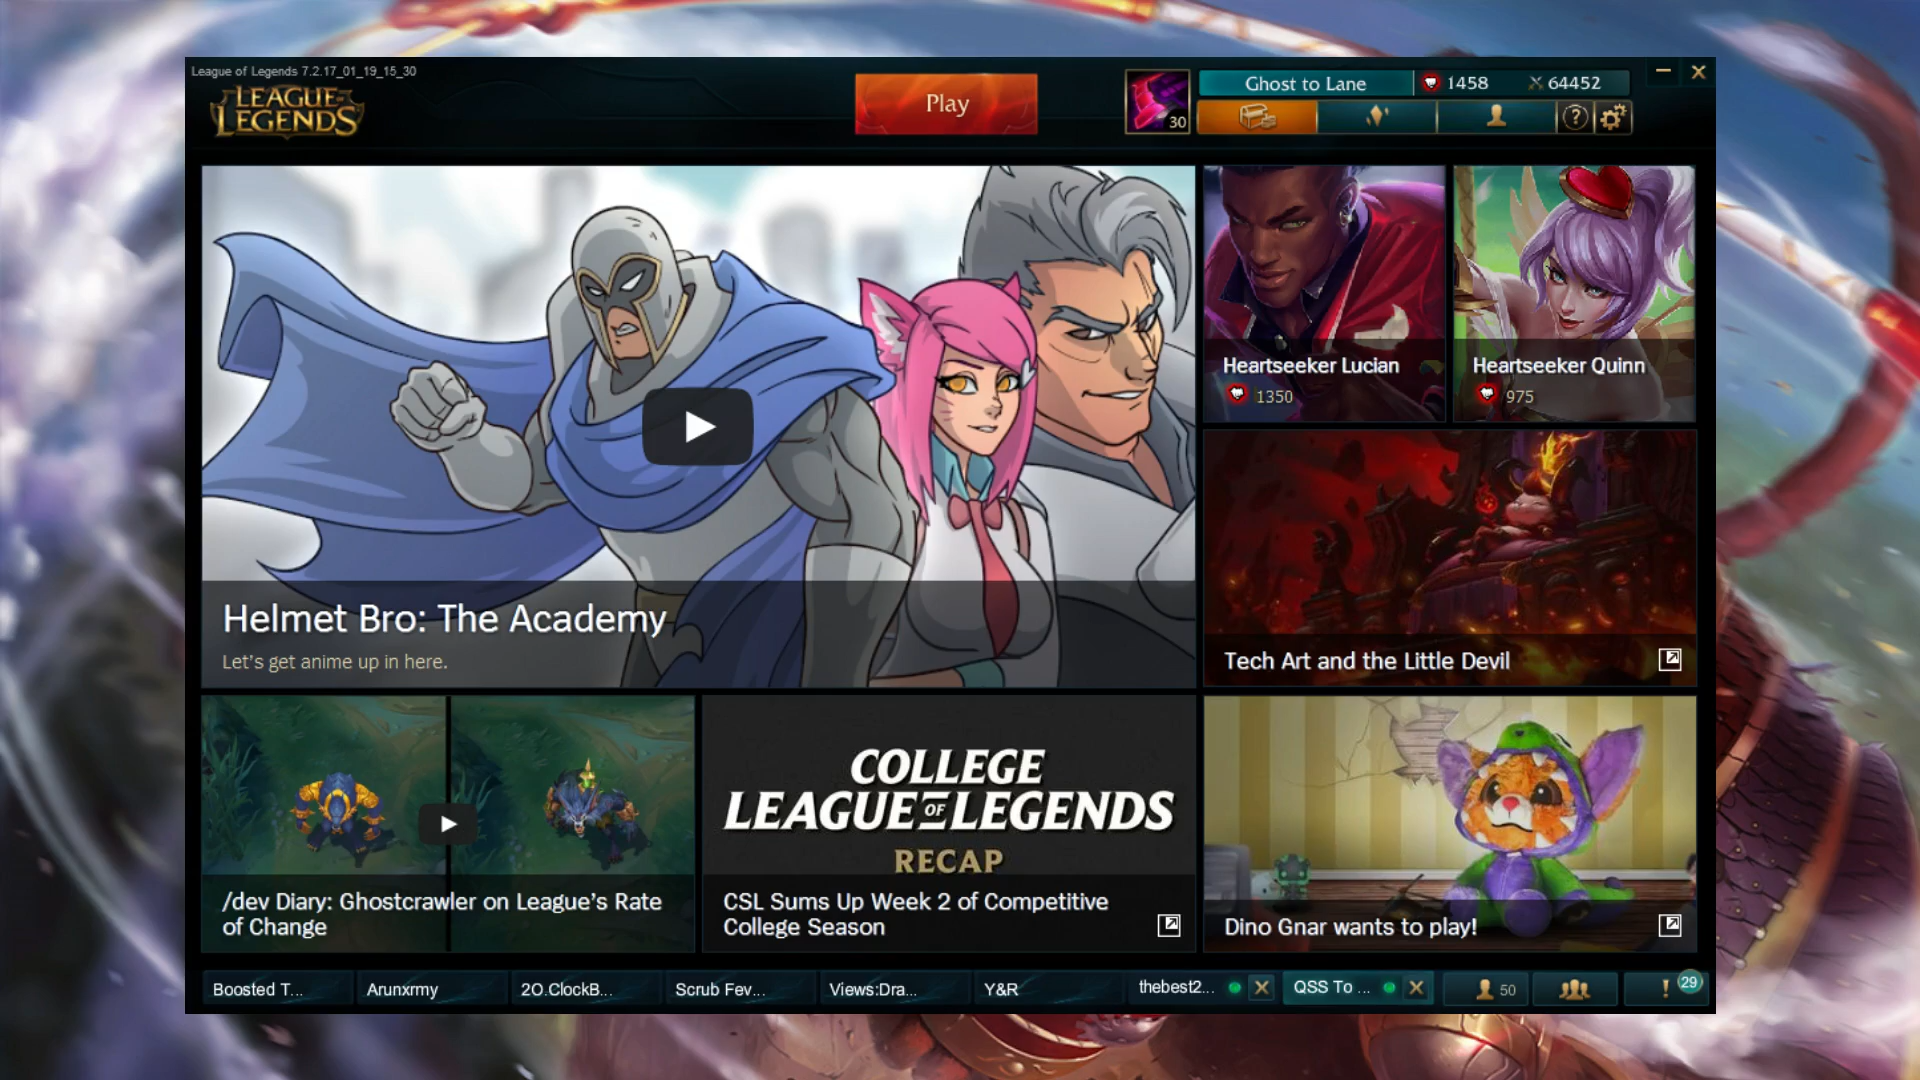 League of Legends 7.2.17_01_19_15_30
LEAGUE OF LEGENDS
Play
30
Ghost to Lane
1458
64452
?
Helmet Bro: The Academy
Let's get anime up in here.
Heartseeker Lucian
1350
Heartseeker Quinn
975
Tech Art and the Little Devil
/dev Diary: Ghostcrawler on League's Rate
of Change
COLLEGE
LEAGUE OF LEGENDS
RECAP
CSL Sums Up Week 2 of Competitive
College Season
Dino Gnar wants to play!
Boosted T...
Arunxrmy
2O.ClockB...
Scrub Fev...
Views:Dra...
Y&R
thebest2...
QSS To ...
50
!
29